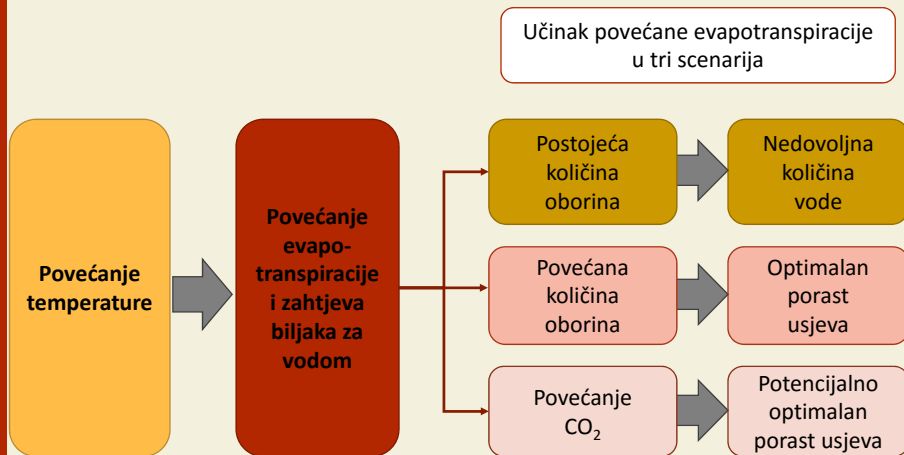 Učinak povećane evapotranspiracije
u tri scenarija
Povećanje
temperature
Povećanje
evapo-
transpiracije
i zahtjeva
biljaka za
vodom
Postojeća
količina
oborina
Nedovoljna
količina
vode
Povećana
količina
oborina
Optimalan
porast
usjeva
Povećanje
CO₂
Potencijalno
optimalan
porast usjeva